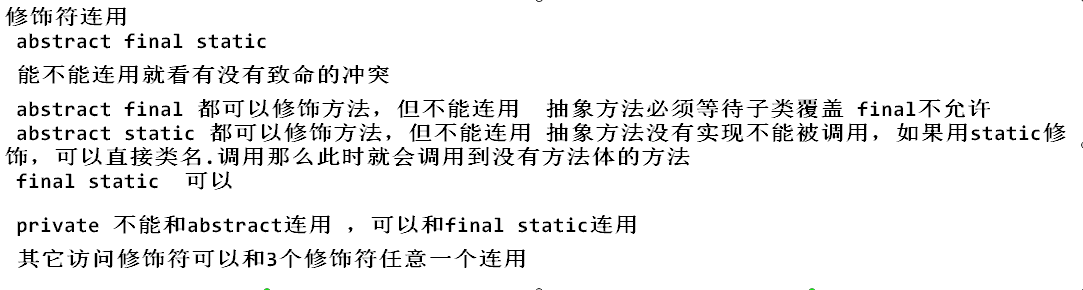 修饰符连用
abstract final static
能不能连用就看有没有致命的冲突
abstract final 都可以修饰方法，但不能连用 抽象方法必须等待子类覆盖 final不允许
abstract static 都可以修饰方法，但不能连用 抽象方法没有实现不能被调用，如果用static修
饰，可以直接类名.调用那么此时就会调用到没有方法体的方法
final static 可以
private 不能和abstract连用 ，可以和final static连用
其它访问修饰符可以和3个修饰符任意一个连用